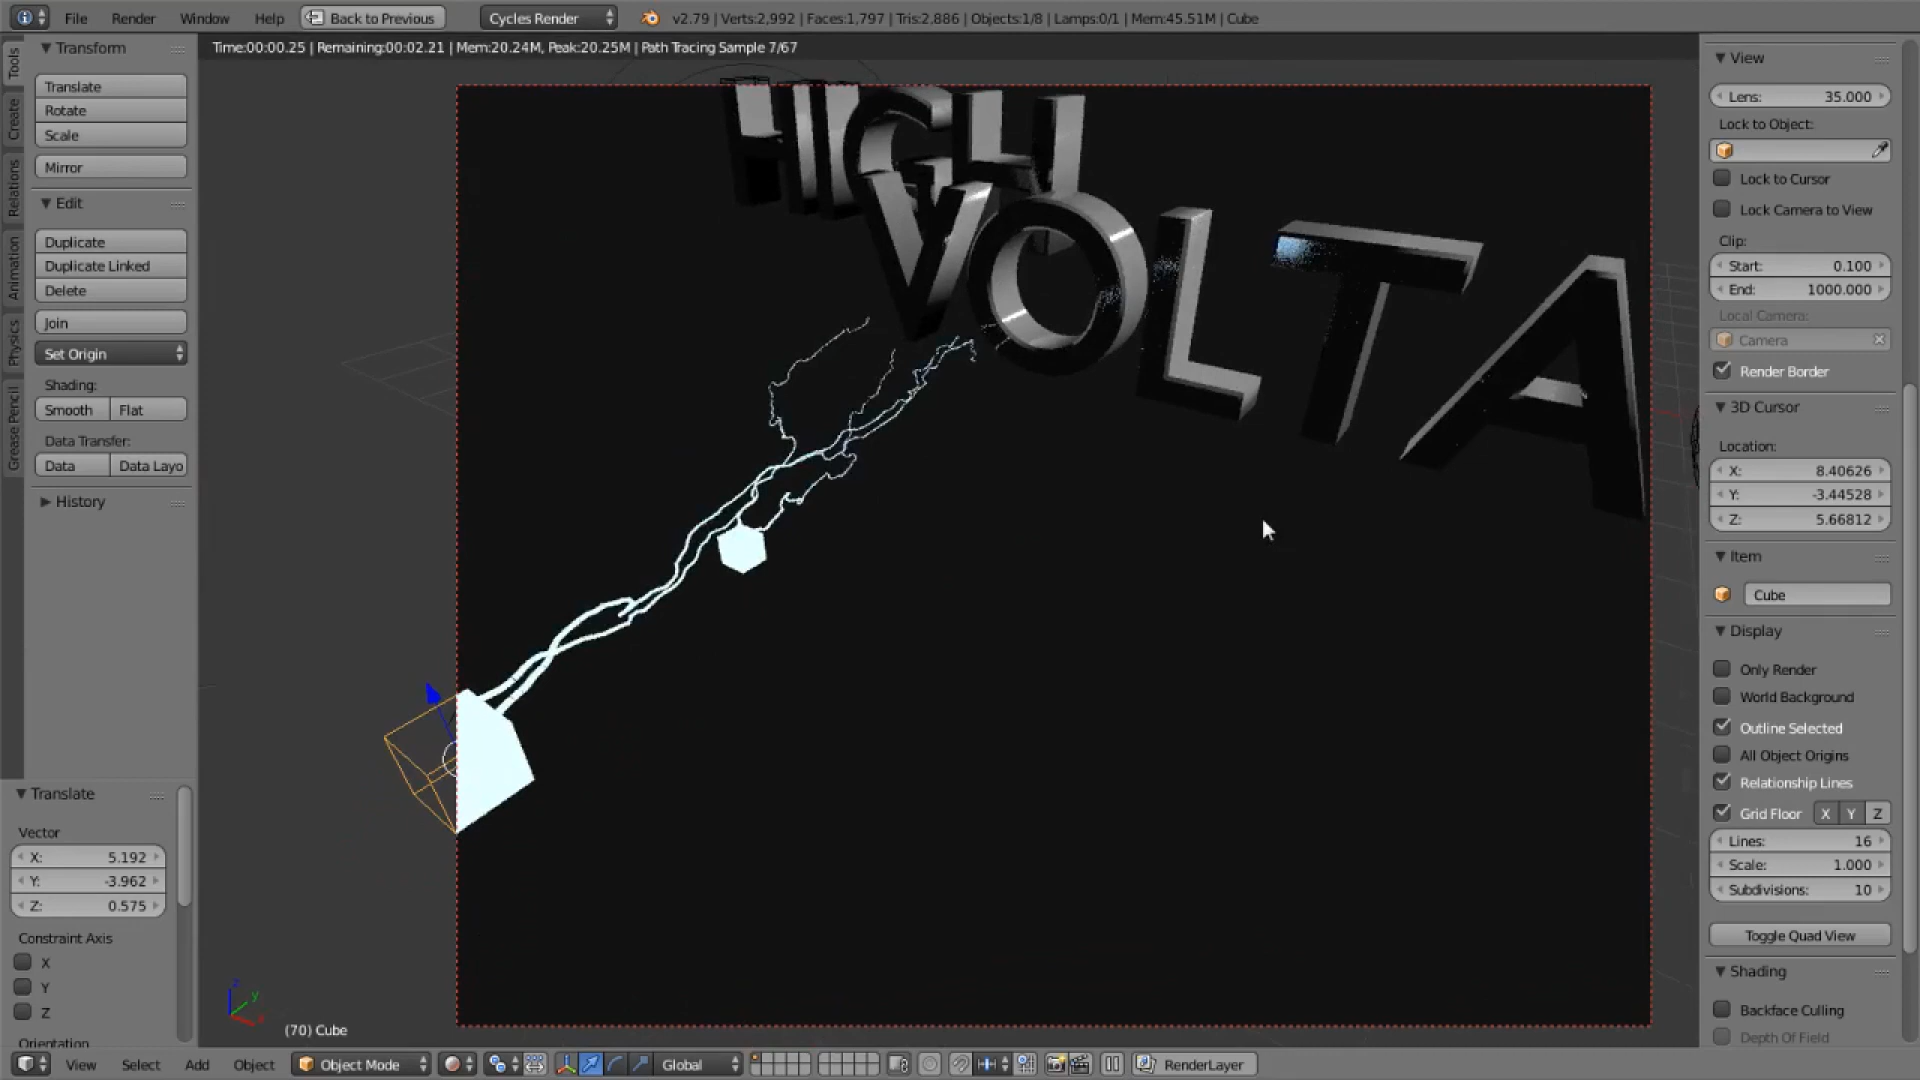 File Render Window Help Back to Previous Cycles Render v2.79 | Verts:2,992 | Faces:1,797 | Tris:2,886 | Objects:1/8 | Lamps:0/1 | Mem:45.51M | Cube
Time:00:00.25 | Remaining:00:02.21 | Mem:20.24M, Peak:20.25M | Path Tracing Sample 7/67
Tools
Create
Relations
Animation
Physics
Grease Pencil
Transform
Translate
Rotate
Scale
Mirror
Edit
Duplicate
Duplicate Linked
Delete
Join
Set Origin
Shading:
Smooth Flat
Data Transfer:
Data Data Layo
History
Translate
Vector
X: 5.192
Y: -3.962
Z: 0.575
Constraint Axis
X
Y
Z
Orientation
HIGH
VOLTA
z
y
x
(70) Cube
View
Lens: 35.000
Lock to Object:
Lock to Cursor
Lock Camera to View
Clip:
Start: 0.100
End: 1000.000
Local Camera:
Camera
Render Border
3D Cursor
Location:
X: 8.40626
Y: -3.44528
Z: 5.66812
Item
Cube
Display
Only Render
World Background
Outline Selected
All Object Origins
Relationship Lines
Grid Floor X Y Z
Lines: 16
Scale: 1.000
Subdivisions: 10
Toggle Quad View
Shading
Backface Culling
Depth Of Field
View Select Add Object Object Mode Global RenderLayer